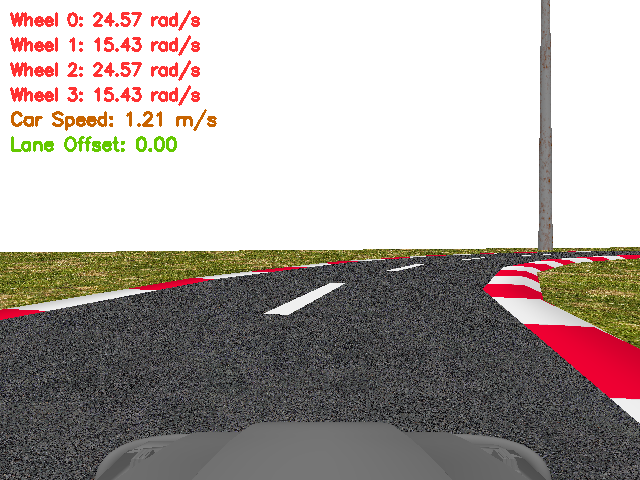 Wheel 0: 24.57 rad/s
Wheel 1: 15.43 rad/s
Wheel 2: 24.57 rad/s
Wheel 3: 15.43 rad/s
Car Speed: 1.21 m/s
Lane Offset: 0.00